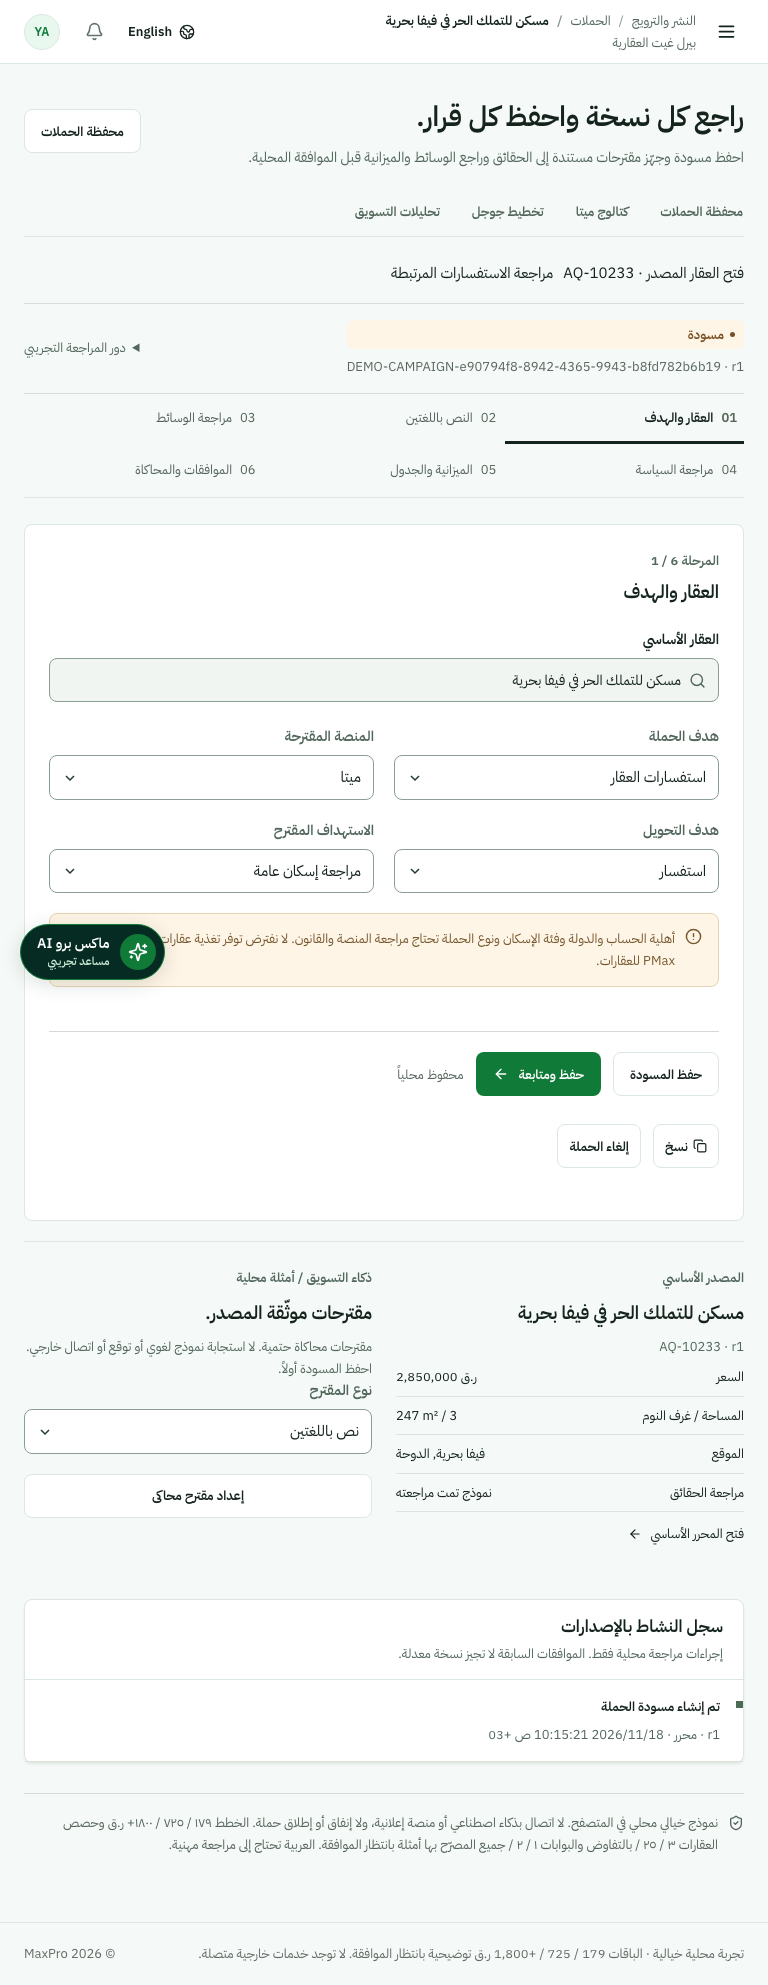 النشر والترويج / الحملات / مسكن للتملك الحر في فيفا بحرية
بيرل غيت العقارية
English
YA
راجع كل نسخة واحفظ كل قرار.
احفظ مسودة وجهّز مقترحات مستندة إلى الحقائق وراجع الوسائط والميزانية قبل الموافقة المحلية.
محفظة الحملات
محفظة الحملات
كتالوج ميتا
تخطيط جوجل
تحليلات التسويق
فتح العقار المصدر · AQ-10233
مراجعة الاستفسارات المرتبطة
مسودة
DEMO-CAMPAIGN-e90794f8-8942-4365-9943-b8fd782b6b19 · r1
دور المراجعة التجريبي
01 العقار والهدف
02 النص باللغتين
03 مراجعة الوسائط
04 مراجعة السياسة
05 الميزانية والجدول
06 الموافقات والمحاكاة
المرحلة 6 / 1
العقار والهدف
العقار الأساسي
مسكن للتملك الحر في فيفا بحرية
هدف الحملة
استفسارات العقار
المنصة المقترحة
ميتا
هدف التحويل
استفسار
الاستهداف المقترح
مراجعة إسكان عامة
أهلية الحساب والدولة وفئة الإسكان ونوع الحملة تحتاج مراجعة المنصة والقانون. لا نفترض توفر تغذية عقارات
PMax للعقارات.
ماكس برو AI
مساعد تجريبي
حفظ المسودة
حفظ ومتابعة
محفوظ محلياً
نسخ
إلغاء الحملة
المصدر الأساسي
مسكن للتملك الحر في فيفا بحرية
AQ-10233 · r1
السعر
ر.ق 2,850,000
المساحة / غرف النوم
247 m² / 3
الموقع
فيفا بحرية, الدوحة
مراجعة الحقائق
نموذج تمت مراجعته
فتح المحرر الأساسي
ذكاء التسويق / أمثلة محلية
مقترحات موثّقة المصدر.
مقترحات محاكاة حتمية. لا استجابة نموذج لغوي أو توقع أو اتصال خارجي.
احفظ المسودة أولاً.
نوع المقترح
نص باللغتين
إعداد مقترح محاكى
سجل النشاط بالإصدارات
إجراءات مراجعة محلية فقط. الموافقات السابقة لا تجيز نسخة معدلة.
تم إنشاء مسودة الحملة
r1 · محرر · 2026/11/18 10:15:21 ص +03
نموذج خيالي محلي في المتصفح. لا اتصال بذكاء اصطناعي أو منصة إعلانية، ولا إنفاق أو إطلاق حملة. الخطط ١٧٩ / ٧٢٥ / ١٨٠٠+ ر.ق وحصص
العقارات ٣ / ٢٥ / بالتفاوض والبوابات ١ / ٢ / جميع المصرّح بها أمثلة بانتظار الموافقة. العربية تحتاج إلى مراجعة مهنية.
تجربة محلية خيالية · الباقات 179 / 725 / +1,800 ر.ق توضيحية بانتظار الموافقة. لا توجد خدمات خارجية متصلة.
© 2026 MaxPro